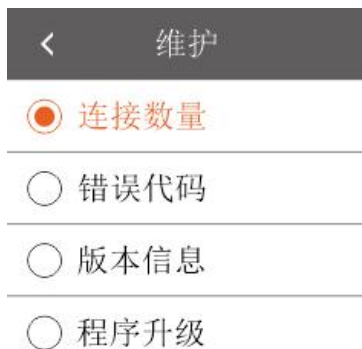 维护
连接数量
错误代码
版本信息
程序升级